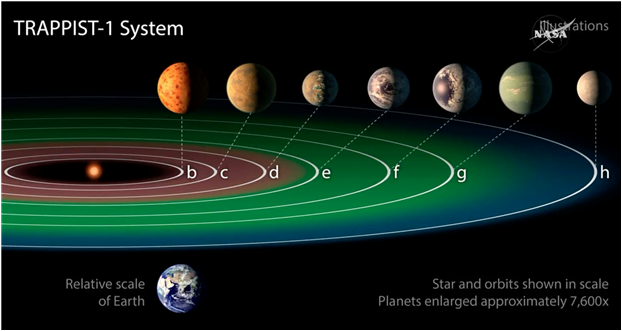 TRAPPIST-1 System
Illustrations
NASA
b c d e f g h
Relative scale
of Earth
Star and orbits shown in scale
Planets enlarged approximately 7,600x